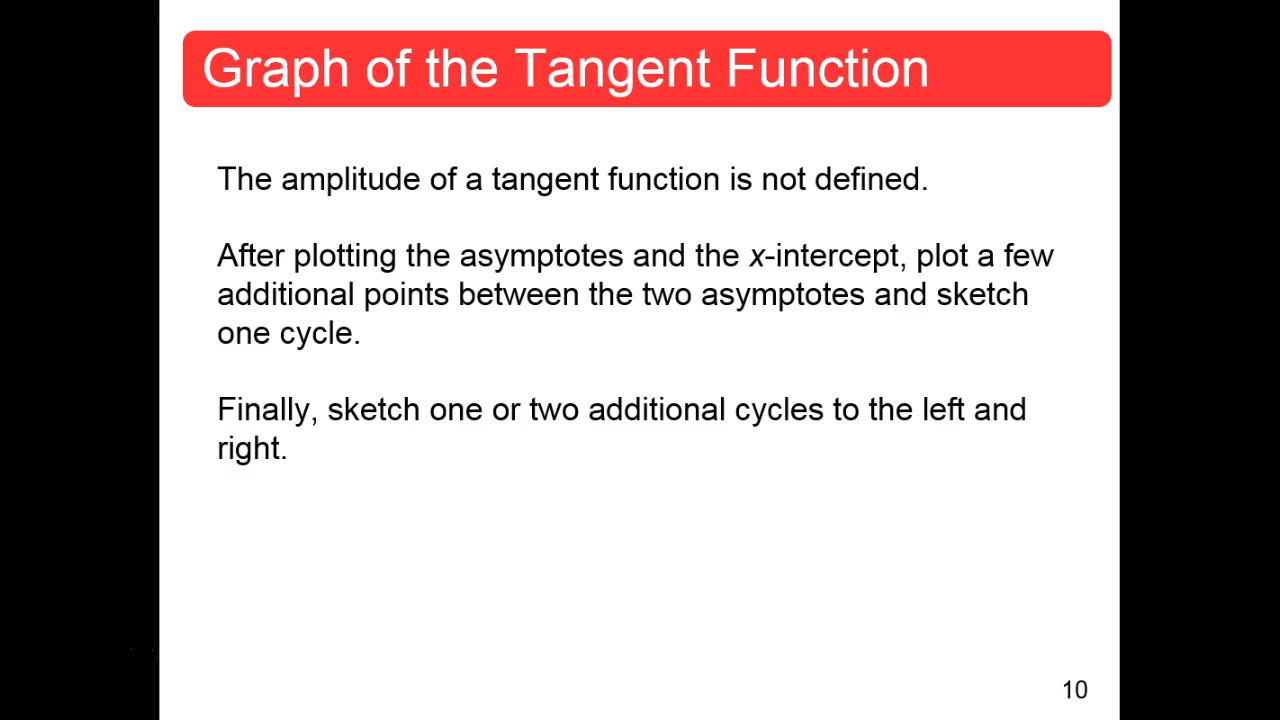 Graph of the Tangent Function
The amplitude of a tangent function is not defined.
After plotting the asymptotes and the x-intercept, plot a few
additional points between the two asymptotes and sketch
one cycle.
Finally, sketch one or two additional cycles to the left and
right.
10